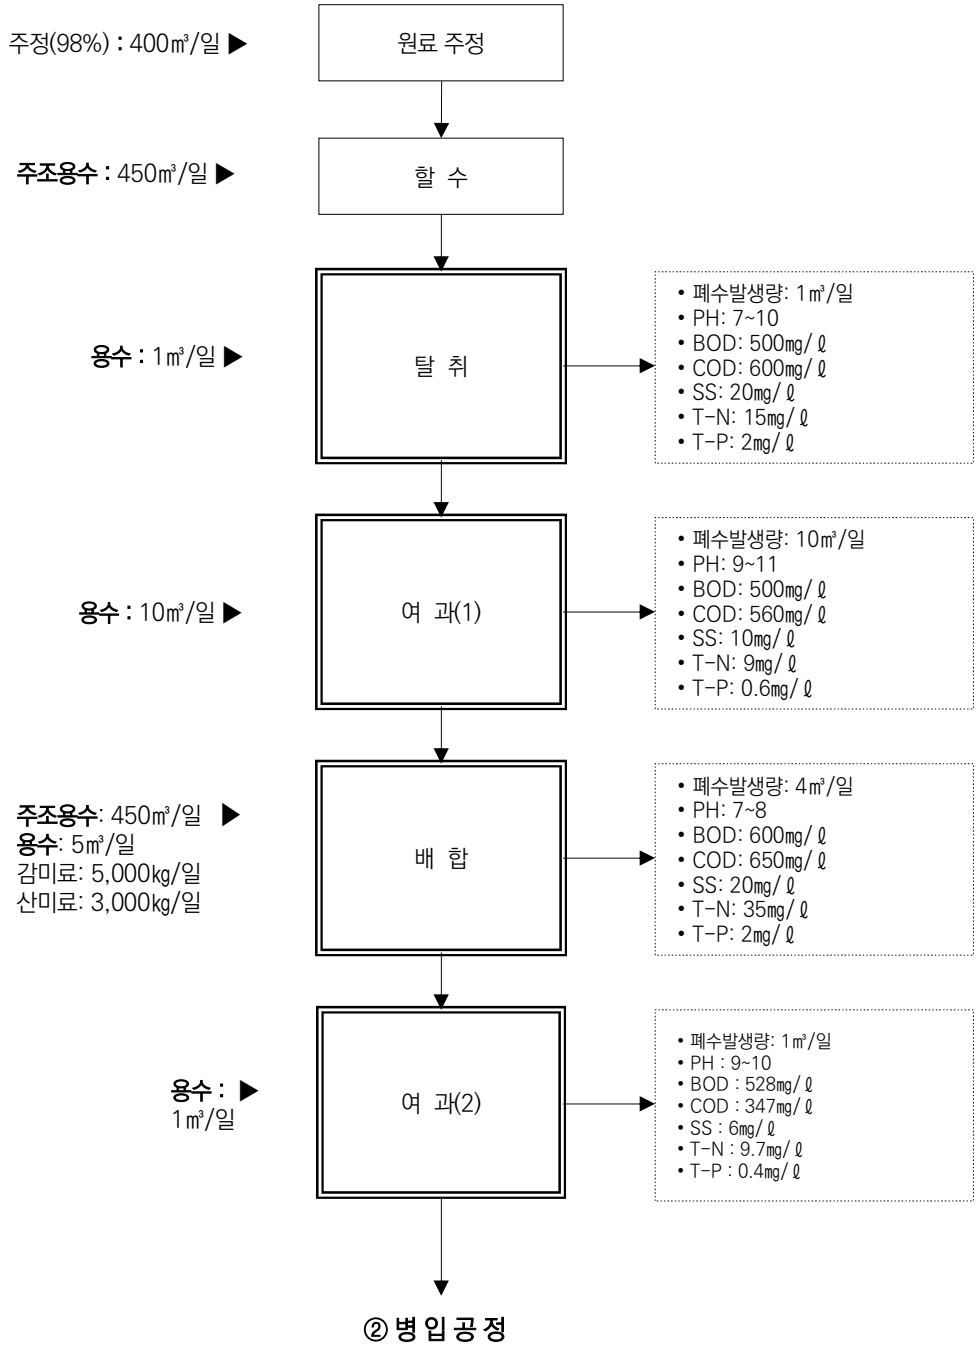 주정(98%) : 400㎥/일 ▶
원료 주정
주조용수 : 450㎥/일 ▶
할 수
용수 : 1㎥/일 ▶
탈 취
• 폐수발생량: 1㎥/일
• PH: 7~10
• BOD: 500㎎/ℓ
• COD: 600㎎/ℓ
• SS: 20㎎/ℓ
• T-N: 15㎎/ℓ
• T-P: 2㎎/ℓ
용수 : 10㎥/일 ▶
여 과(1)
• 폐수발생량: 10㎥/일
• PH: 9~11
• BOD: 500㎎/ℓ
• COD: 560㎎/ℓ
• SS: 10㎎/ℓ
• T-N: 9㎎/ℓ
• T-P: 0.6㎎/ℓ
주조용수: 450㎥/일 ▶
용수: 5㎥/일
감미료: 5,000㎏/일
산미료: 3,000㎏/일
배 합
• 폐수발생량: 4㎥/일
• PH: 7~8
• BOD: 600㎎/ℓ
• COD: 650㎎/ℓ
• SS: 20㎎/ℓ
• T-N: 35㎎/ℓ
• T-P: 2㎎/ℓ
용수 : ▶
1㎥/일
여 과(2)
• 폐수발생량: 1㎥/일
• PH : 9~10
• BOD : 528㎎/ℓ
• COD : 347㎎/ℓ
• SS : 6㎎/ℓ
• T-N : 9.7㎎/ℓ
• T-P : 0.4㎎/ℓ
② 병 입 공 정